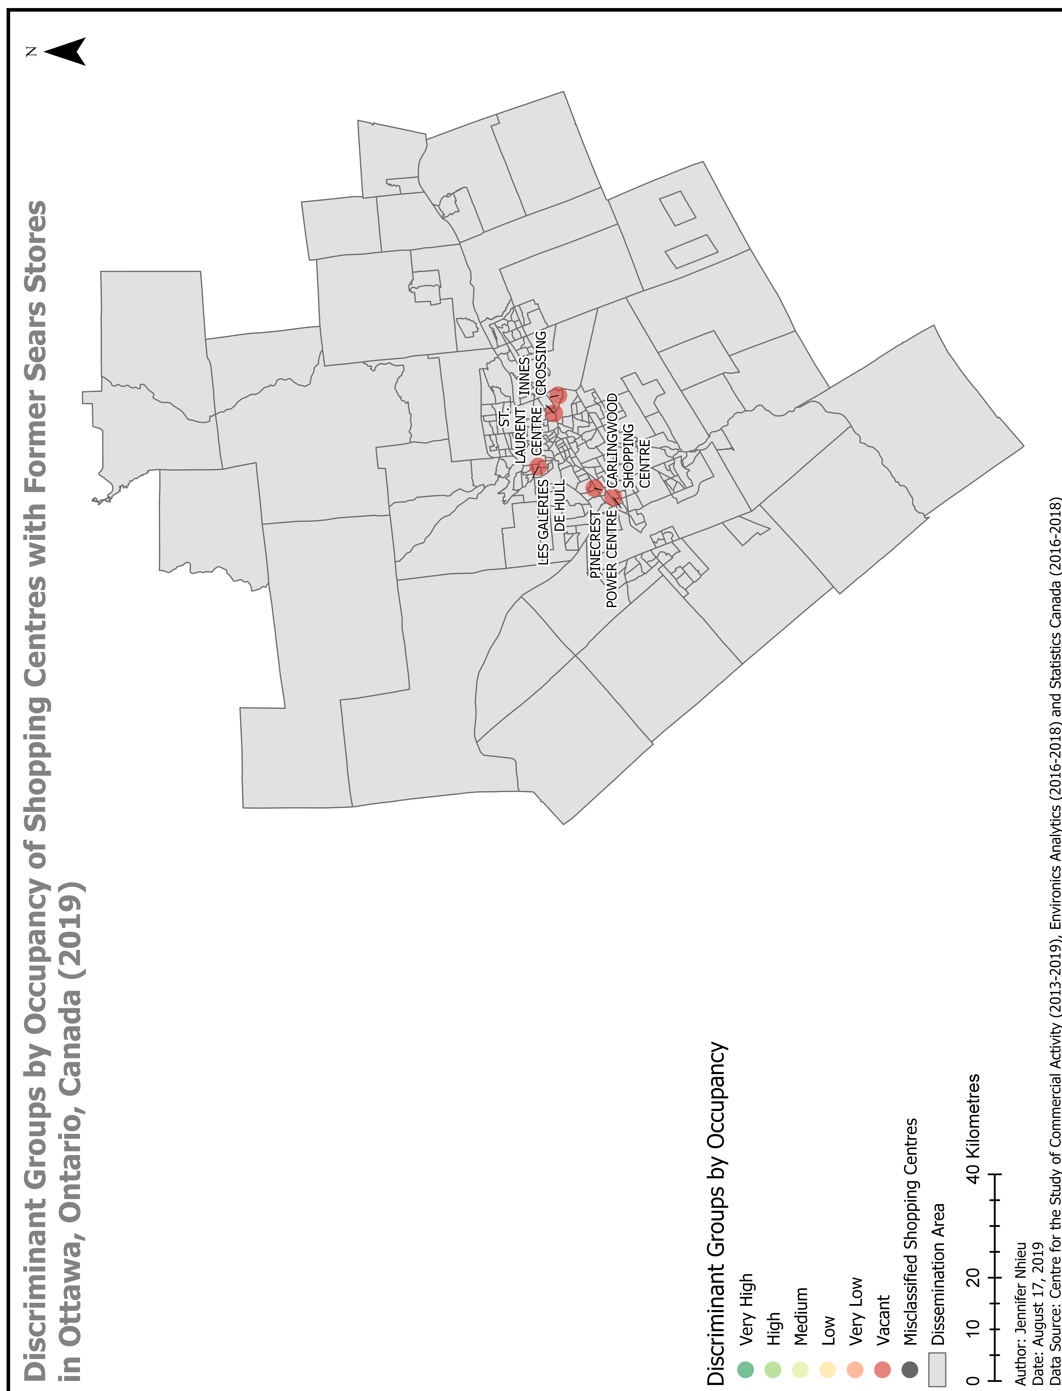 Discriminant Groups by Occupancy of Shopping Centres with Former Sears Stores
in Ottawa, Ontario, Canada (2019)
N
ST.
LAURENT
CENTRE
INNES
CROSSING
LES GALERIES
DE HULL
CARLINGWOOD
SHOPPING
CENTRE
PINECREST
POWER CENTRE
Discriminant Groups by Occupancy
Very High
High
Medium
Low
Very Low
Vacant
Misclassified Shopping Centres
Dissemination Area
0 10 20 40 Kilometres
Author: Jennifer Nhieu
Date: August 17, 2019
Data Source: Centre for the Study of Commercial Activity (2013-2019), Environics Analytics (2016-2018) and Statistics Canada (2016-2018)